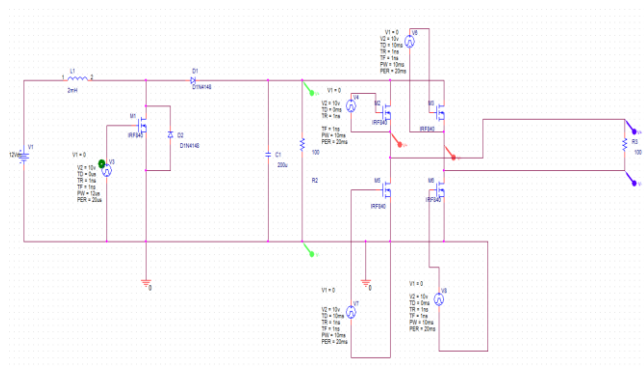 V1 = 0
V6
V2 = 10v
TD = 10ms
TR = 1ns
TF = 1ns
PW = 10ms
PER = 20ms
L1
1
2
2mH
D1
D1N4148
V1 = 0
V4
V2 = 10v
TD = 0ms
TR = 1ns
TF = 1ns
PW = 10ms
PER = 20ms
M2
IRF840
IRF840
M1
IRF840
D2
D1N4148
V1
12Vdc
V1 = 0
V3
V2 = 10v
TD = 0us
TR = 1ns
TF = 1ns
PW = 12us
PER = 20us
C1
200u
100
R2
R3
100
M5
IRF840
IRF840
0
0
V1 = 0
V7
V2 = 10v
TD = 10ms
TR = 1ns
TF = 1ns
PW = 10ms
PER = 20ms
V1 = 0
V2 = 10v
TD = 0ms
TR = 1ns
TF = 1ns
PW = 10ms
PER = 20ms